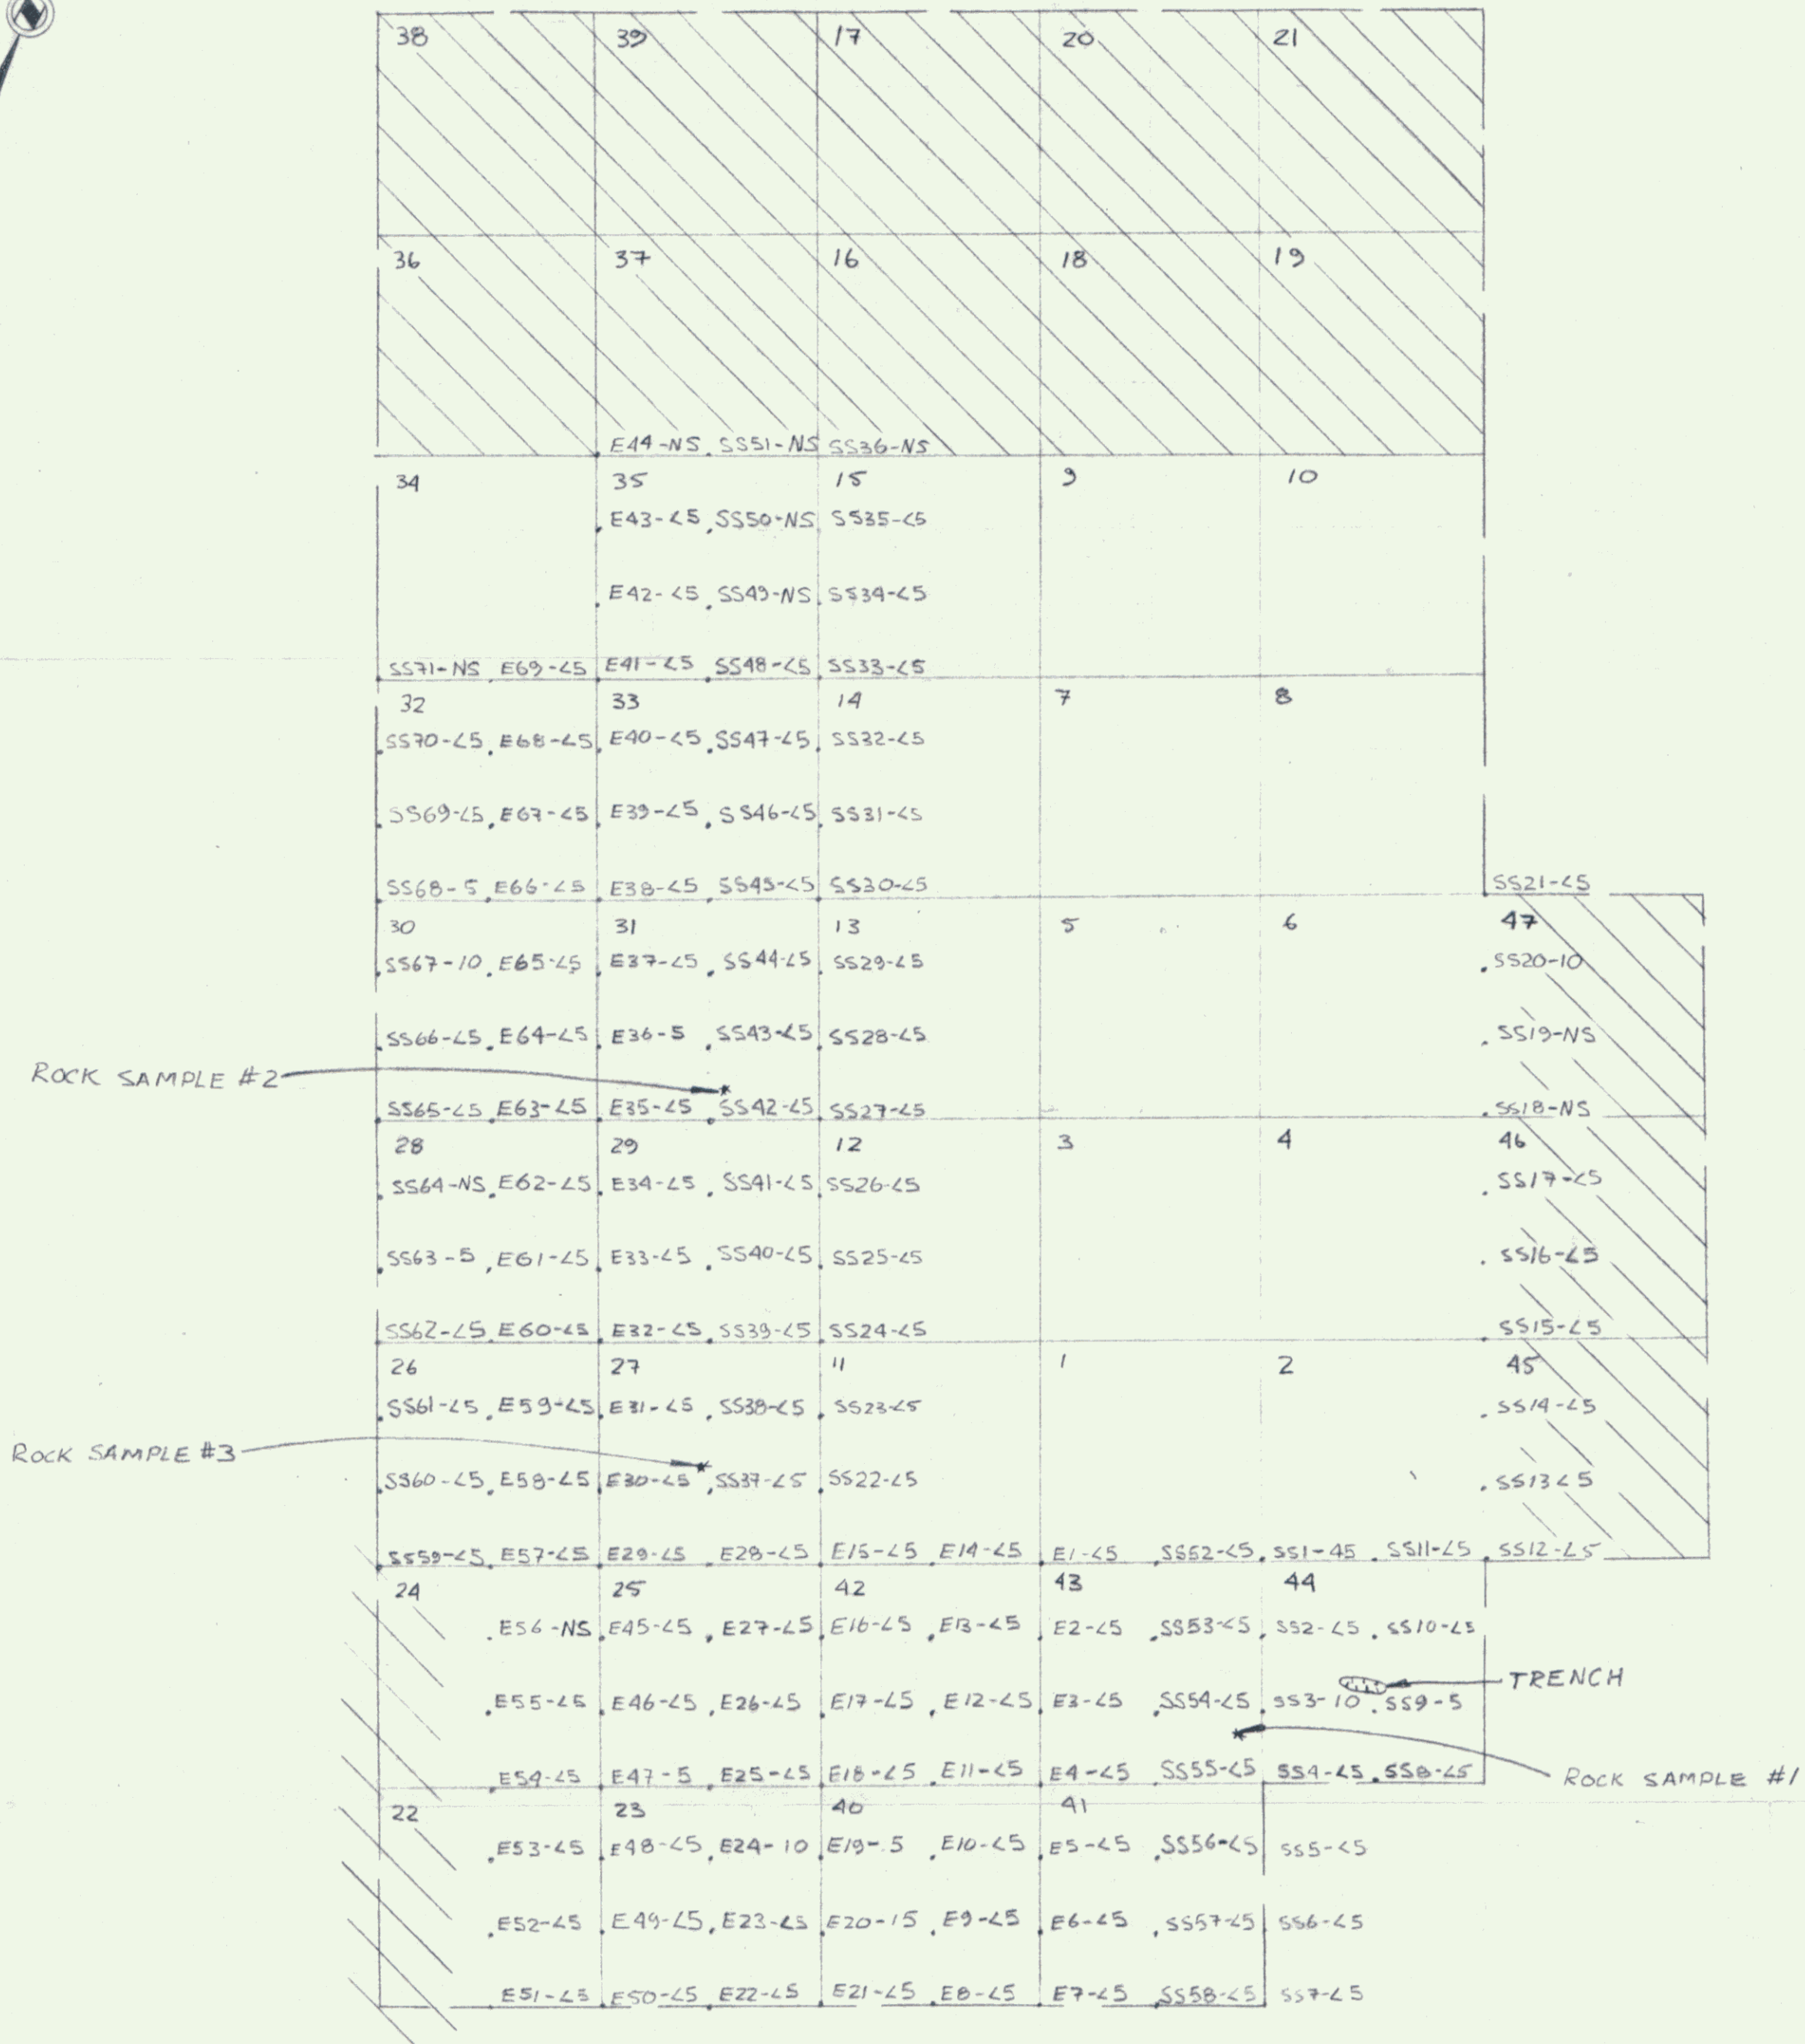 38 39 17 20 21
36 37 16 18 19
E44-NS SS51-NS SS36-NS
34 35 15 9 10
E43-<5 SS50-NS SS35-<5
E42-<5 SS49-NS SS34-<5
SS71-NS E69-<5 E41-<5 SS48-<5 SS33-<5
32 33 14 7 8
SS70-<5 E68-<5 E40-<5 SS47-<5 SS32-<5
SS69-<5 E67-<5 E39-<5 SS46-<5 SS31-<5
SS68-5 E66-<5 E38-<5 SS45-<5 SS30-<5 SS21-<5
30 31 13 5 6 47
SS67-10 E65-<5 E37-<5 SS44-<5 SS29-<5 SS20-10
SS66-<5 E64-<5 E36-5 SS43-<5 SS28-<5 SS19-NS
ROCK SAMPLE #2
SS65-<5 E63-<5 E35-<5 SS42-<5 SS27-<5 SS18-NS
28 29 12 3 4 46
SS64-NS E62-<5 E34-<5 SS41-<5 SS26-<5 SS17-<5
SS63-5 E61-<5 E33-<5 SS40-<5 SS25-<5 SS16-<5
SS62-<5 E60-<5 E32-<5 SS39-<5 SS24-<5 SS15-<5
26 27 11 1 2 45
SS61-<5 E59-<5 E31-<5 SS38-<5 SS23-<5 SS14-<5
ROCK SAMPLE #3
SS60-<5 E58-<5 E30-<5 SS37-<5 SS22-<5 SS13<5
SS59-<5 E57-<5 E29-<5 E28-<5 E15-<5 E14-<5 E1-<5 SS52-<5 SS1-45 SS11-<5 SS12-<5
24 25 42 43 44
E56-NS E45-<5 E27-<5 E16-<5 E13-<5 E2-<5 SS53-<5 SS2-<5 SS10-<5
TRENCH
E55-<5 E46-<5 E26-<5 E17-<5 E12-<5 E3-<5 SS54-<5 SS3-10 SS9-5
E54-<5 E47-5 E25-<5 E18-<5 E11-<5 E4-<5 SS55-<5 SS4-<5 SS8-<5
ROCK SAMPLE #1
22 23 40 41
E53-<5 E48-<5 E24-10 E19-5 E10-<5 E5-<5 SS56-<5 SS5-<5
E52-<5 E49-<5 E23-<5 E20-15 E9-<5 E6-<5 SS57-<5 SS6-<5
E51-<5 E50-<5 E22-<5 E21-<5 E8-<5 E7-<5 SS58-<5 SS7-<5